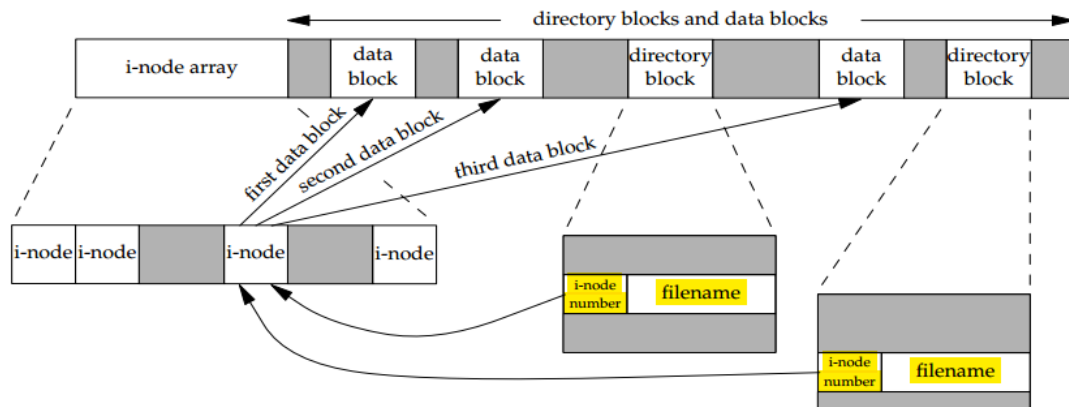 directory blocks and data blocks
i-node array
data
block
data
block
directory
block
data
block
directory
block
first data block
second data block
third data block
i-node
i-node
i-node
i-node
i-node
number
filename
i-node
number
filename